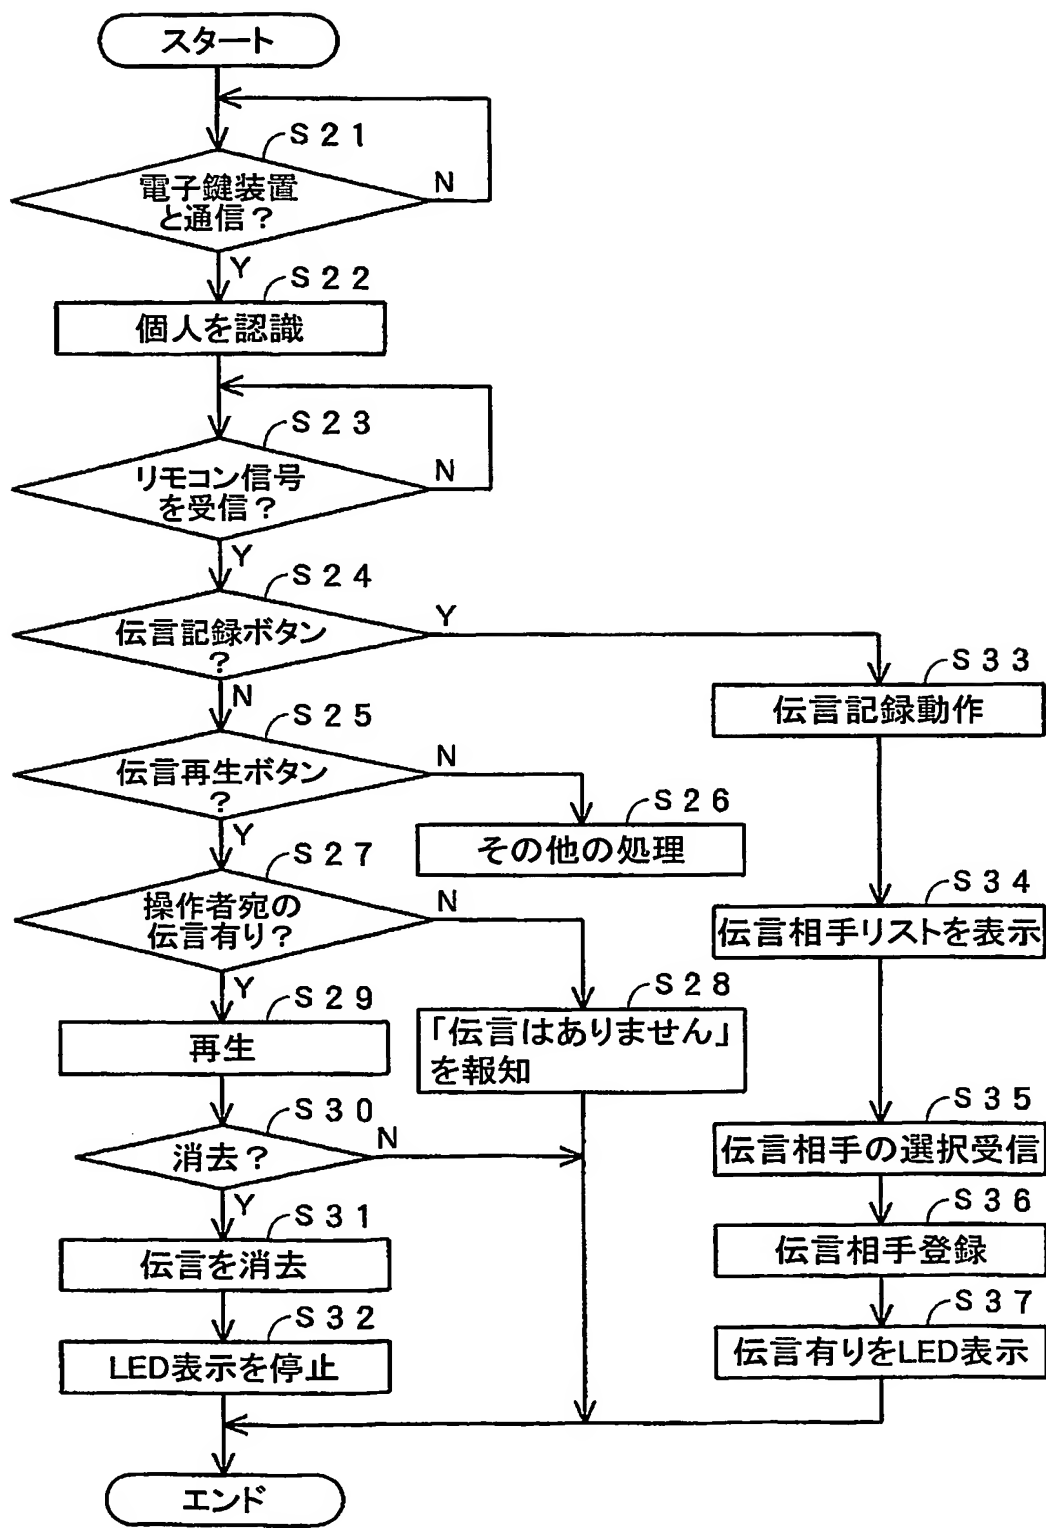 スタート
S21
電子鍵装置
と通信？
N
Y
S22
個人を認識
S23
リモコン信号
を受信？
N
Y
S24
伝言記録ボタン
？
Y
N
S33
伝言記録動作
S25
伝言再生ボタン
？
N
Y
S26
その他の処理
S27
操作者宛の
伝言有り？
N
Y
S34
伝言相手リストを表示
S28
「伝言はありません」
を報知
S29
再生
S30
消去？
N
Y
S35
伝言相手の選択受信
S31
伝言を消去
S36
伝言相手登録
S32
LED表示を停止
S37
伝言有りをLED表示
エンド